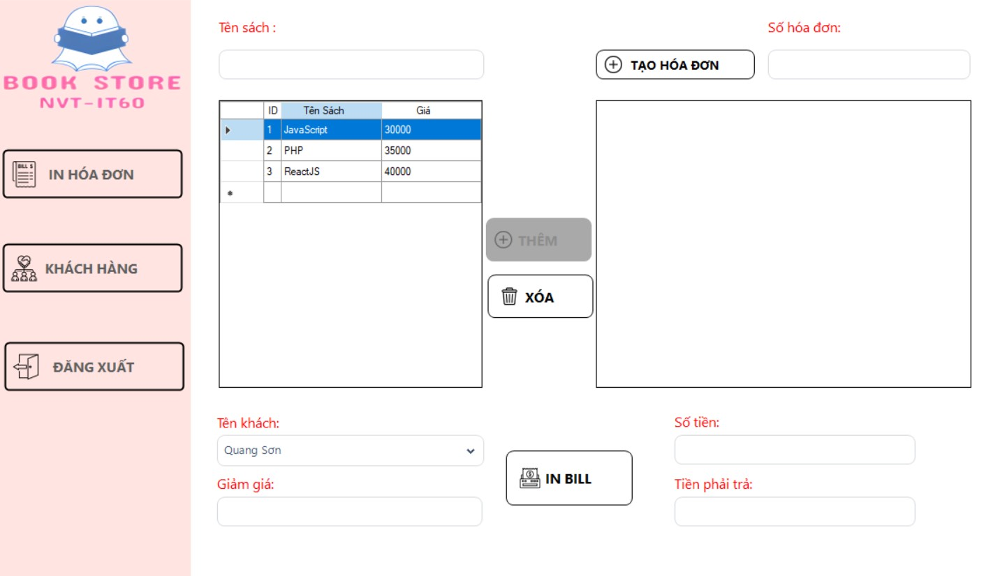 BOOK STORE
NVT-IT60
BILL $
IN HÓA ĐƠN
KHÁCH HÀNG
ĐĂNG XUẤT
Tên sách :
Số hóa đơn:
TẠO HÓA ĐƠN
ID Tên Sách Giá
1 JavaScript 30000
2 PHP 35000
3 ReactJS 40000
*
THÊM
XÓA
Tên khách:
Quang Sơn
Giảm giá:
IN BILL
Số tiền:
Tiền phải trả: